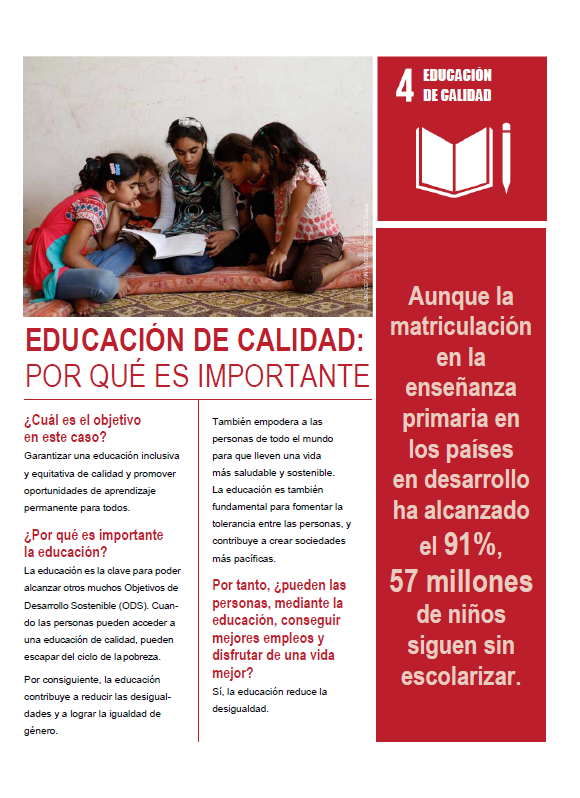 4 EDUCACIÓN
DE CALIDAD
EDUCACIÓN DE CALIDAD:
POR QUÉ ES IMPORTANTE
¿Cuál es el objetivo
en este caso?
Garantizar una educación inclusiva
y equitativa de calidad y promover
oportunidades de aprendizaje
permanente para todos.
¿Por qué es importante
la educación?
La educación es la clave para poder
alcanzar otros muchos Objetivos de
Desarrollo Sostenible (ODS). Cuan-
do las personas pueden acceder a
una educación de calidad, pueden
escapar del ciclo de la pobreza.
Por consiguiente, la educación
contribuye a reducir las desigual-
dades y a lograr la igualdad de
género.
También empodera a las
personas de todo el mundo
para que lleven una vida
más saludable y sostenible.
La educación es también
fundamental para fomentar la
tolerancia entre las personas, y
contribuye a crear sociedades
más pacíficas.
Por tanto, ¿pueden las
personas, mediante la
educación, conseguir
mejores empleos y
disfrutar de una vida
mejor?
Sí, la educación reduce la
desigualdad.
Aunque la
matriculación
en la
enseñanza
primaria en
los países
en desarrollo
ha alcanzado
el 91%,
57 millones
de niños
siguen sin
escolarizar.